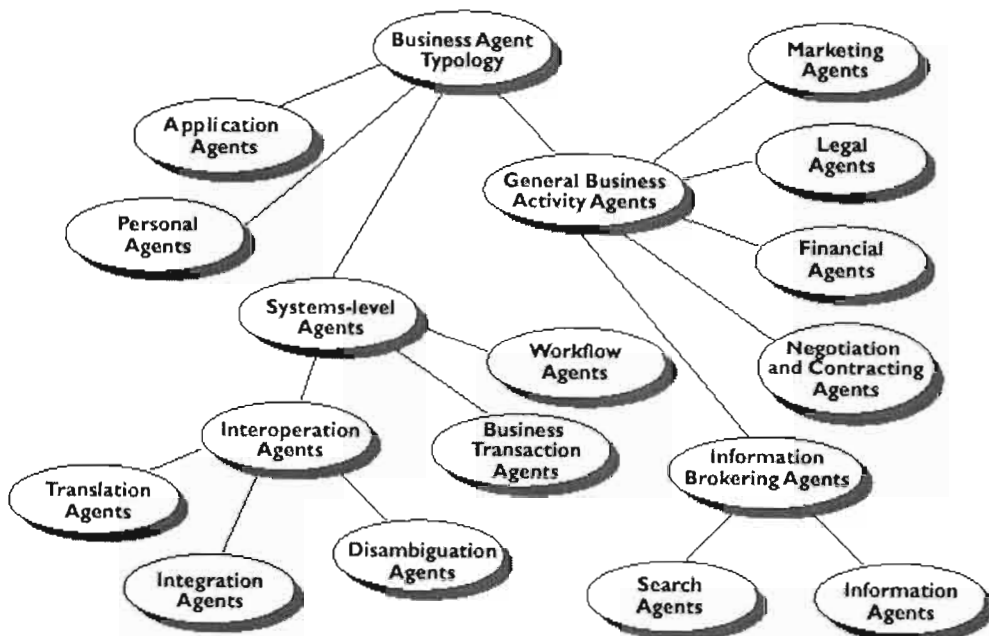 Business Agent
Typology
Marketing
Agents
Application
Agents
Legal
Agents
General Business
Activity Agents
Personal
Agents
Financial
Agents
Systems-level
Agents
Workflow
Agents
Negotiation
and Contracting
Agents
Interoperation
Agents
Business
Transaction
Agents
Information
Brokering Agents
Translation
Agents
Disambiguation
Agents
Integration
Agents
Search
Agents
Information
Agents